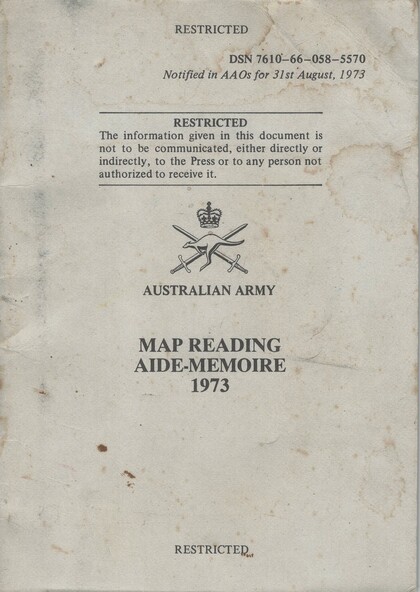 RESTRICTED
DSN 7610-66-058-5570
Notified in AAOs for 31st August, 1973
RESTRICTED
The information given in this document is
not to be communicated, either directly or
indirectly, to the Press or to any person not
authorized to receive it.
AUSTRALIAN ARMY
MAP READING
AIDE-MEMOIRE
1973
RESTRICTED